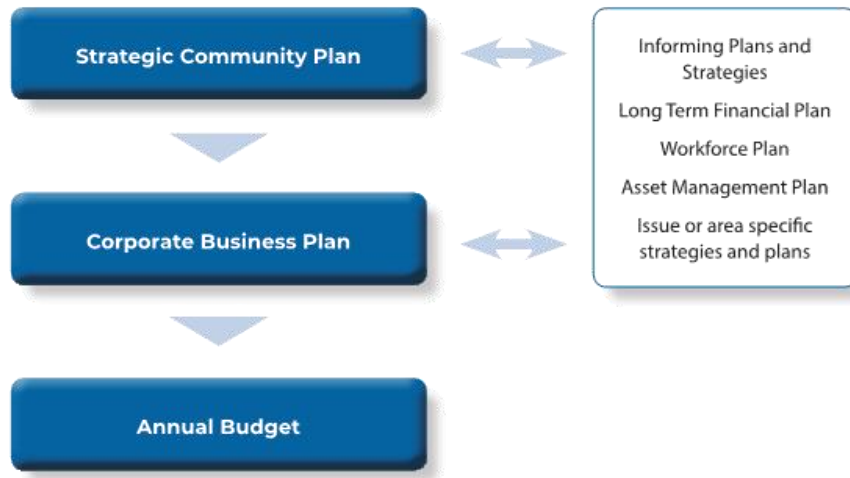 Strategic Community Plan
Informing Plans and
Strategies
Long Term Financial Plan
Workforce Plan
Asset Management Plan
Issue or area specific
strategies and plans
Corporate Business Plan
Annual Budget